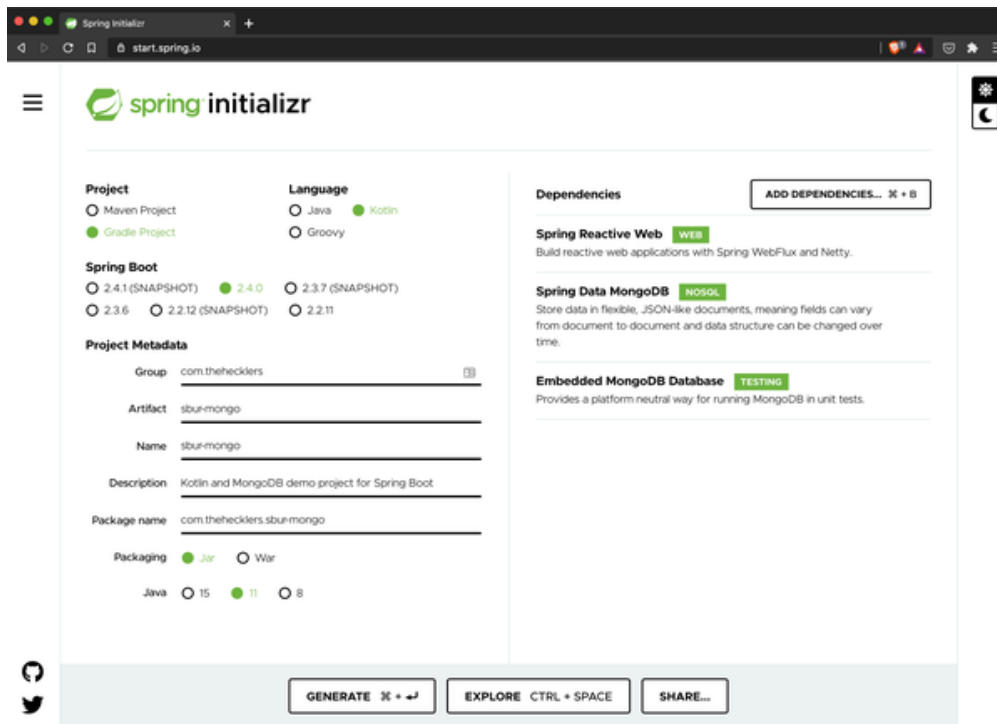 Spring Initializr
start.spring.io
spring initializr
Project
Maven Project
Gradle Project
Language
Java Kotlin
Groovy
Spring Boot
2.4.1 (SNAPSHOT) 2.4.0 2.3.7 (SNAPSHOT)
2.3.6 2.2.12 (SNAPSHOT) 2.2.11
Project Metadata
Group com.thehecklers
Artifact sbur-mongo
Name sbur-mongo
Description Kotlin and MongoDB demo project for Spring Boot
Package name com.thehecklers.sbur-mongo
Packaging Jar War
Java 15 11 8
Dependencies
ADD DEPENDENCIES... ⌘ + B
Spring Reactive Web WEB
Build reactive web applications with Spring WebFlux and Netty.
Spring Data MongoDB NOSQL
Store data in flexible, JSON-like documents, meaning fields can vary
from document to document and data structure can be changed over
time.
Embedded MongoDB Database TESTING
Provides a platform neutral way for running MongoDB in unit tests.
GENERATE ⌘ + ↵
EXPLORE CTRL + SPACE
SHARE...